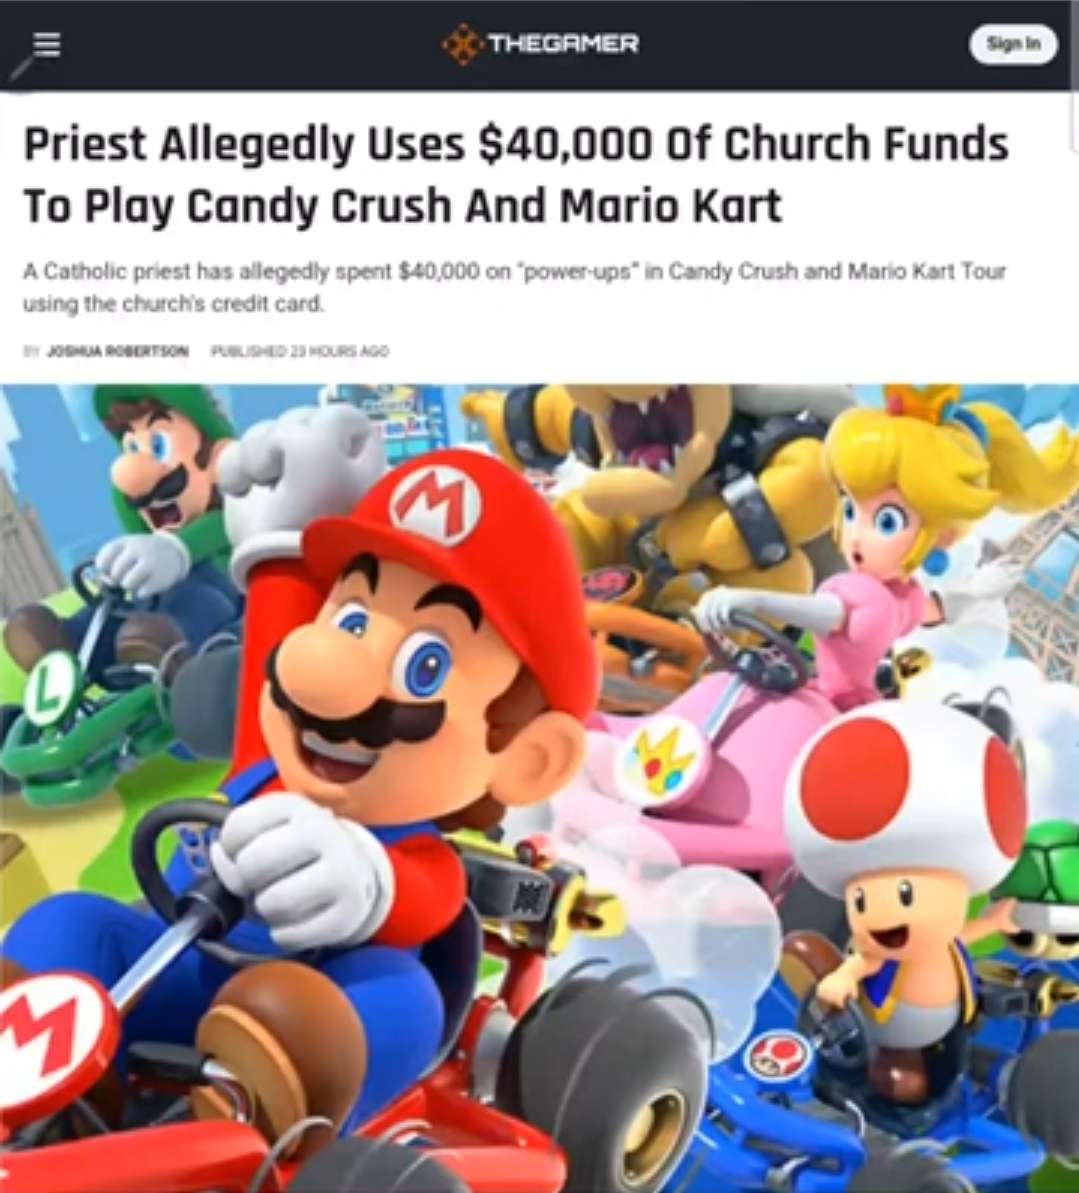 THEGAMER
Sign In
Priest Allegedly Uses $40,000 Of Church Funds
To Play Candy Crush And Mario Kart
A Catholic priest has allegedly spent $40,000 on "power-ups" in Candy Crush and Mario Kart Tour
using the church's credit card.
BY JOSHUA ROBERTSON PUBLISHED 23 HOURS AGO
L
M
M